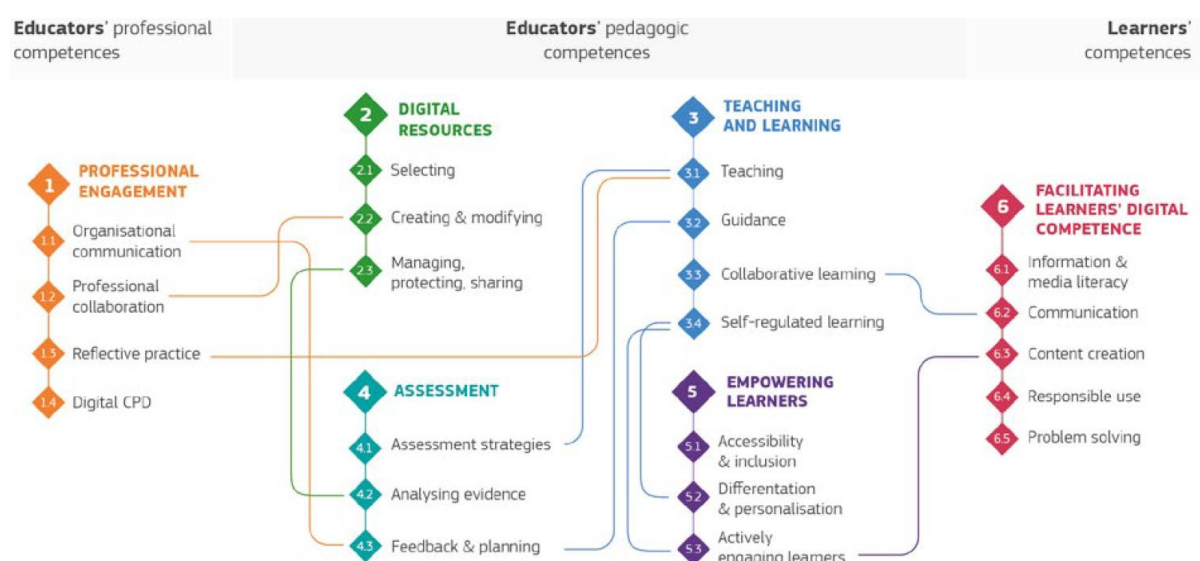 Educators' professional
competences
Educators' pedagogic
competences
Learners'
competences
1
PROFESSIONAL
ENGAGEMENT
1.1
Organisational
communication
1.2
Professional
collaboration
1.3
Reflective practice
1.4
Digital CPD
2
DIGITAL
RESOURCES
2.1
Selecting
2.2
Creating & modifying
2.3
Managing,
protecting, sharing
4
ASSESSMENT
4.1
Assessment strategies
4.2
Analysing evidence
4.3
Feedback & planning
3
TEACHING
AND LEARNING
3.1
Teaching
3.2
Guidance
3.3
Collaborative learning
3.4
Self-regulated learning
5
EMPOWERING
LEARNERS
5.1
Accessibility
& inclusion
5.2
Differentation
& personalisation
5.3
Actively
engaging learners
6
FACILITATING
LEARNERS' DIGITAL
COMPETENCE
6.1
Information &
media literacy
6.2
Communication
6.3
Content creation
6.4
Responsible use
6.5
Problem solving